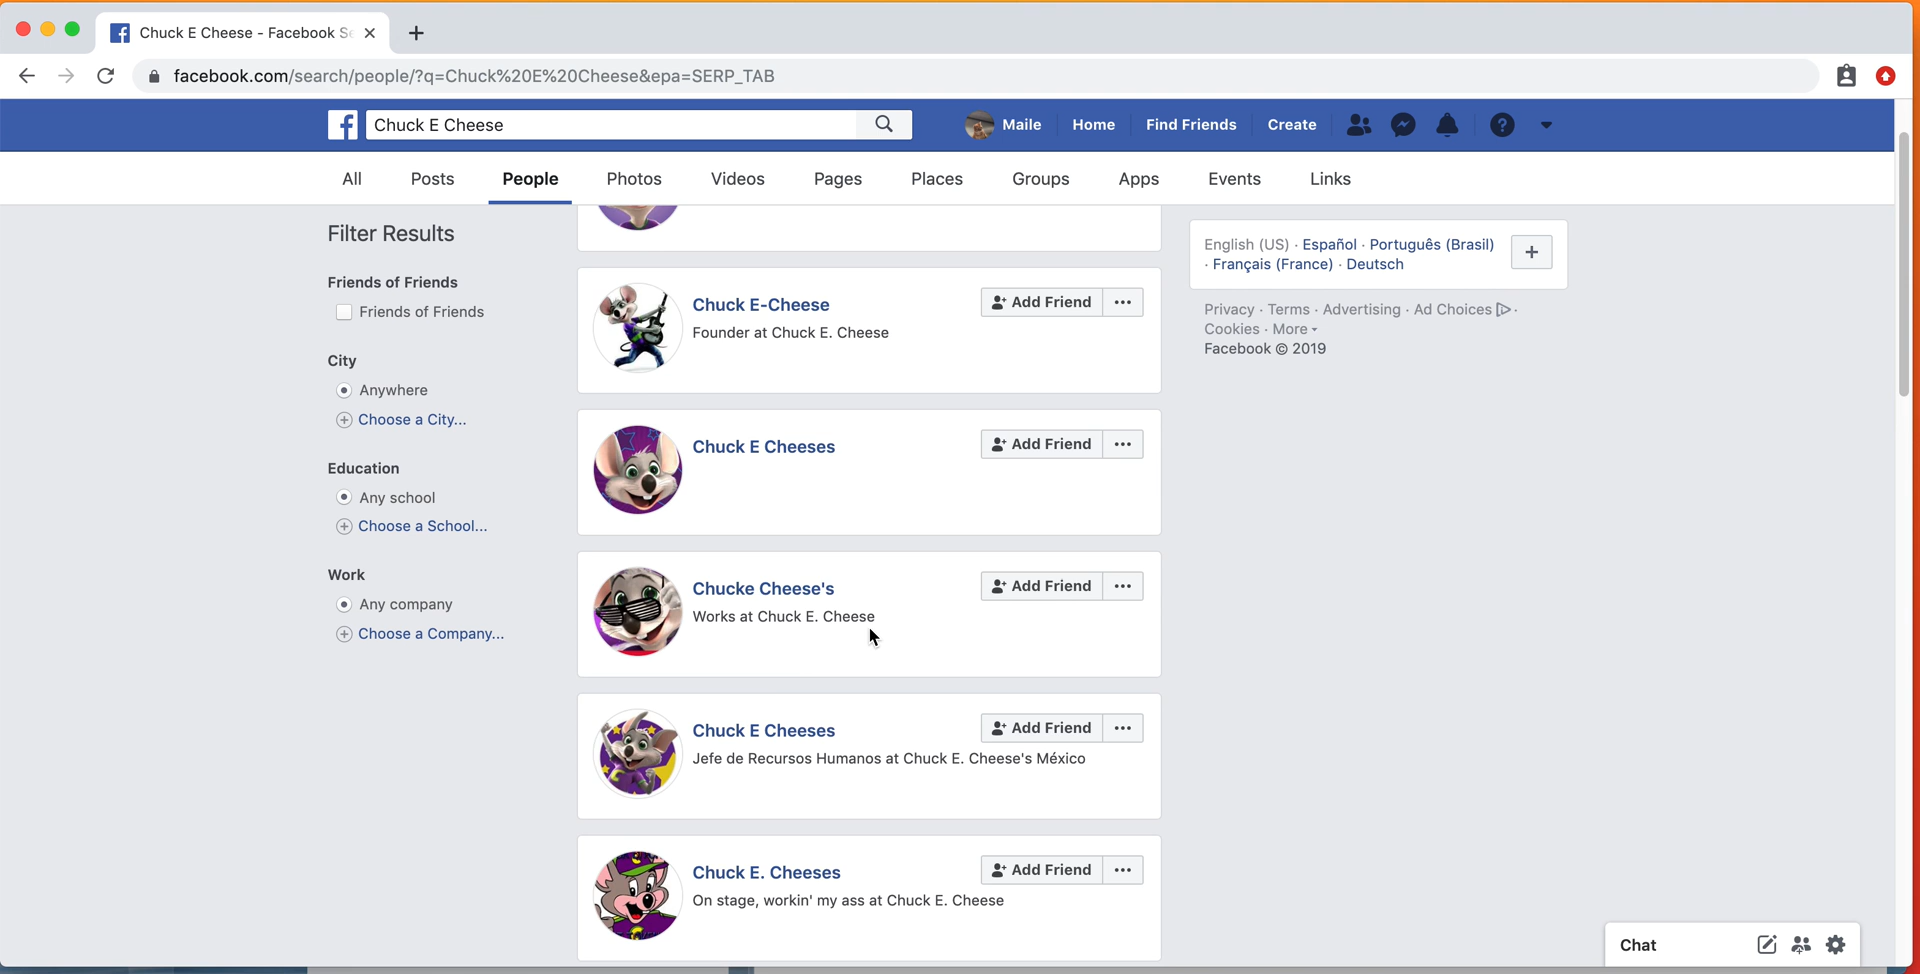 Chuck E Cheese - Facebook Se
facebook.com/search/people/?q=Chuck%20E%20Cheese&epa=SERP_TAB
Chuck E Cheese
Maile
Home
Find Friends
Create
All
Posts
People
Photos
Videos
Pages
Places
Groups
Apps
Events
Links
Filter Results
Friends of Friends
Friends of Friends
City
Anywhere
Choose a City...
Education
Any school
Choose a School...
Work
Any company
Choose a Company...
Chuck E-Cheese
Founder at Chuck E. Cheese
Add Friend
Chuck E Cheeses
Add Friend
Chucke Cheese's
Works at Chuck E. Cheese
Add Friend
Chuck E Cheeses
Jefe de Recursos Humanos at Chuck E. Cheese's México
Add Friend
Chuck E. Cheeses
On stage, workin' my ass at Chuck E. Cheese
Add Friend
English (US) · Español · Português (Brasil)
· Français (France) · Deutsch
Privacy · Terms · Advertising · Ad Choices ·
Cookies · More
Facebook © 2019
Chat